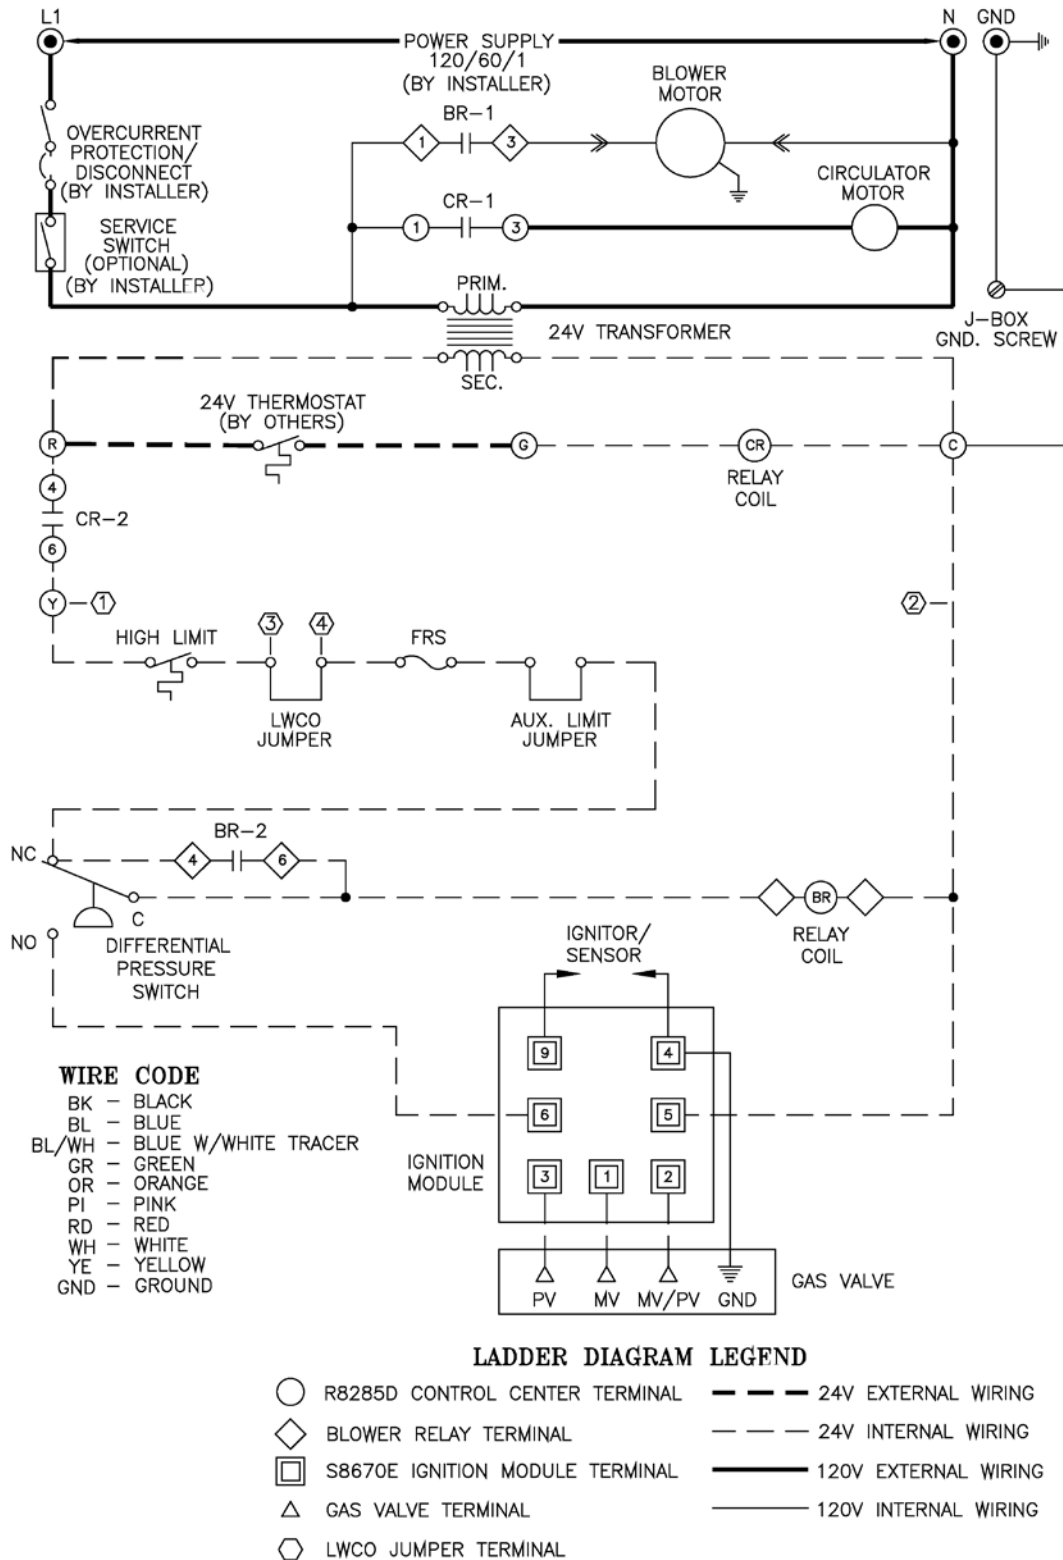 L1
N
GND
POWER SUPPLY
120/60/1
(BY INSTALLER)
BLOWER
MOTOR
BR-1
1
3
OVERCURRENT
PROTECTION/
DISCONNECT
(BY INSTALLER)
CIRCULATOR
MOTOR
CR-1
1
3
SERVICE
SWITCH
(OPTIONAL)
(BY INSTALLER)
PRIM.
24V TRANSFORMER
J-BOX
GND. SCREW
SEC.
24V THERMOSTAT
(BY OTHERS)
R
G
CR
C
RELAY
COIL
4
CR-2
6
Y
1
2
HIGH LIMIT
3
4
FRS
LWCO
JUMPER
AUX. LIMIT
JUMPER
BR-2
NC
4
6
C
BR
RELAY
COIL
NO
DIFFERENTIAL
PRESSURE
SWITCH
IGNITOR/
SENSOR
9
4
6
5
IGNITION
MODULE
3
1
2
PV
MV
MV/PV
GND
GAS VALVE
WIRE CODE
BK - BLACK
BL - BLUE
BL/WH - BLUE W/WHITE TRACER
GR - GREEN
OR - ORANGE
PI - PINK
RD - RED
WH - WHITE
YE - YELLOW
GND - GROUND
LADDER DIAGRAM LEGEND
R8285D CONTROL CENTER TERMINAL
24V EXTERNAL WIRING
BLOWER RELAY TERMINAL
24V INTERNAL WIRING
S8670E IGNITION MODULE TERMINAL
120V EXTERNAL WIRING
GAS VALVE TERMINAL
120V INTERNAL WIRING
LWCO JUMPER TERMINAL